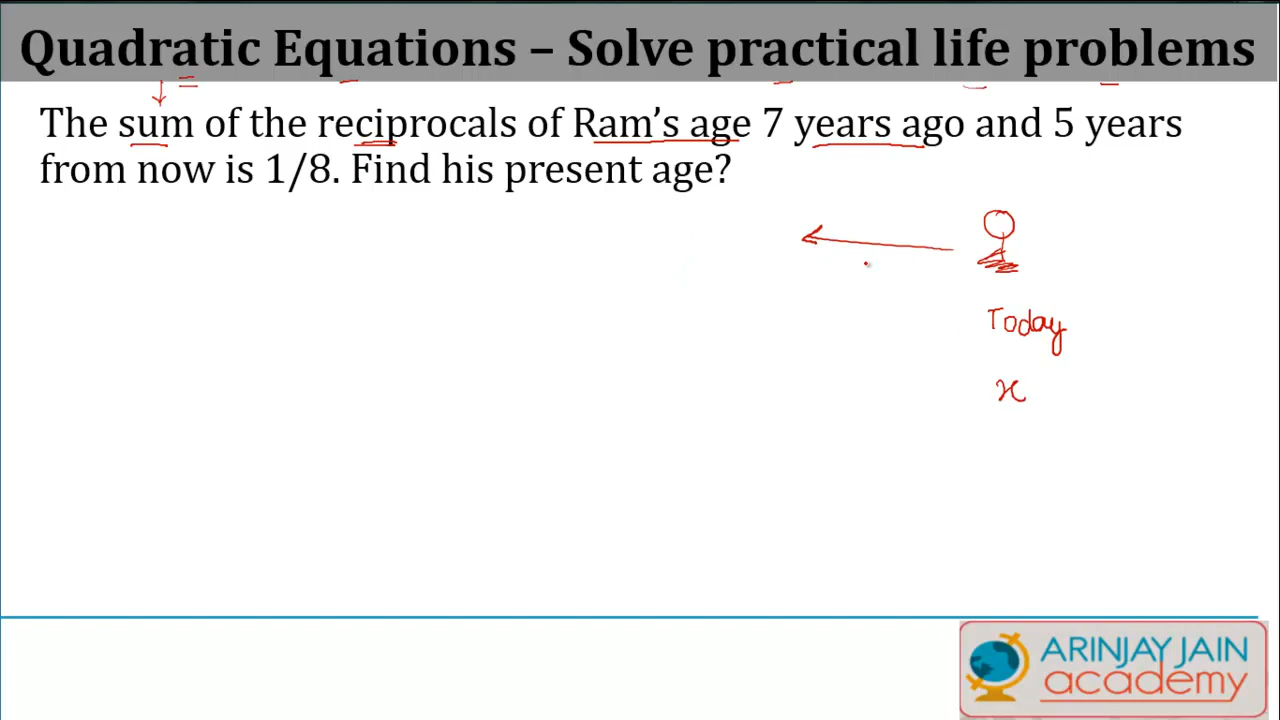 Quadratic Equations – Solve practical life problems
The sum of the reciprocals of Ram’s age 7 years ago and 5 years
from now is 1/8. Find his present age?
Today
x
ARINJAY JAIN
academy